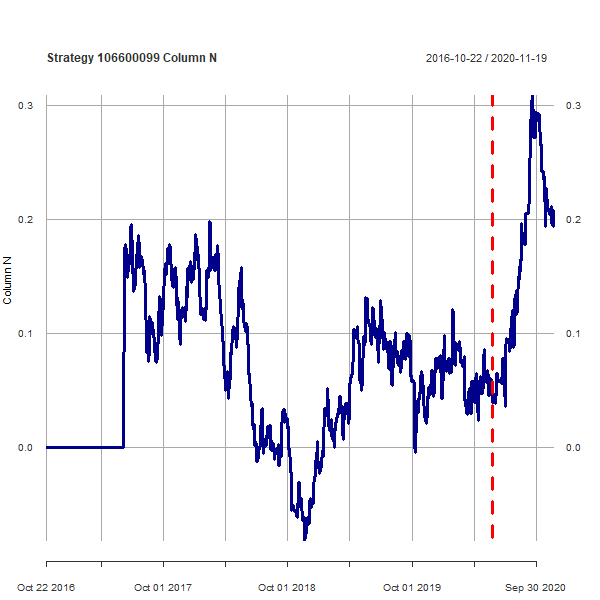 Strategy 106600099 Column N
2016-10-22 / 2020-11-19
0.3
0.3
0.2
0.2
Column N
0.1
0.1
0.0
0.0
Oct 22 2016
Oct 01 2017
Oct 01 2018
Oct 01 2019
Sep 30 2020